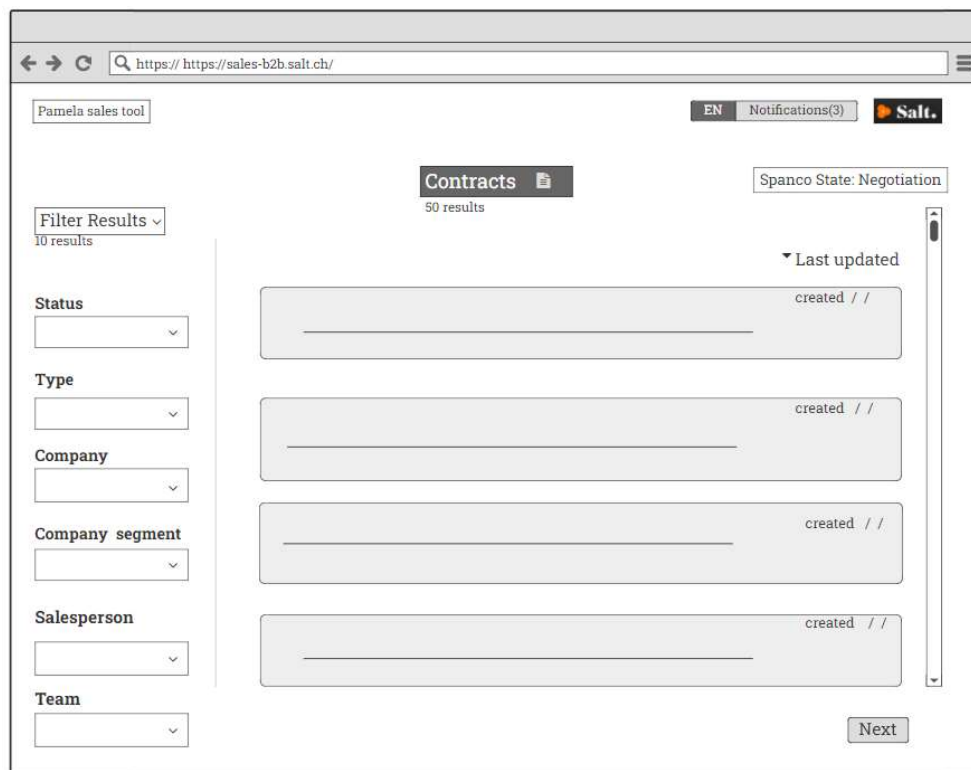 https:// https://sales-b2b.salt.ch/
Pamela sales tool
EN Notifications(3) Salt.
Contracts
50 results
Spanco State: Negotiation
Filter Results
10 results
Last updated
Status
created / /
Type
created / /
Company
Company segment
created / /
Salesperson
created / /
Team
Next